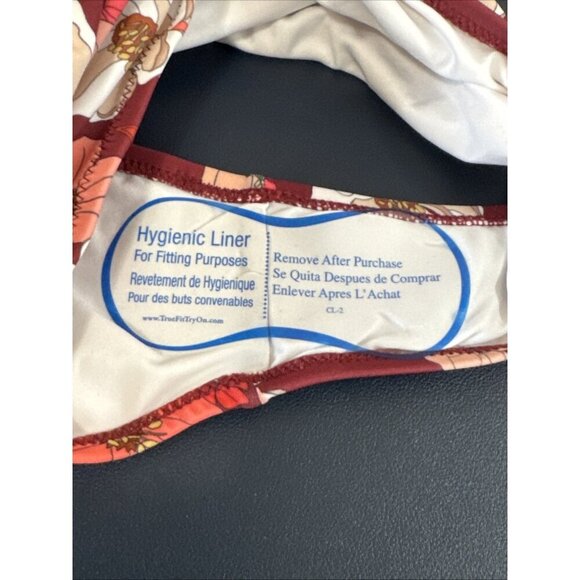 Hygienic Liner
For Fitting Purposes
Revetement de Hygienique
Pour des buts convenables
www.TrueFitTryOn.com
Remove After Purchase
Se Quita Despues de Comprar
Enlever Apres L'Achat
CL-2